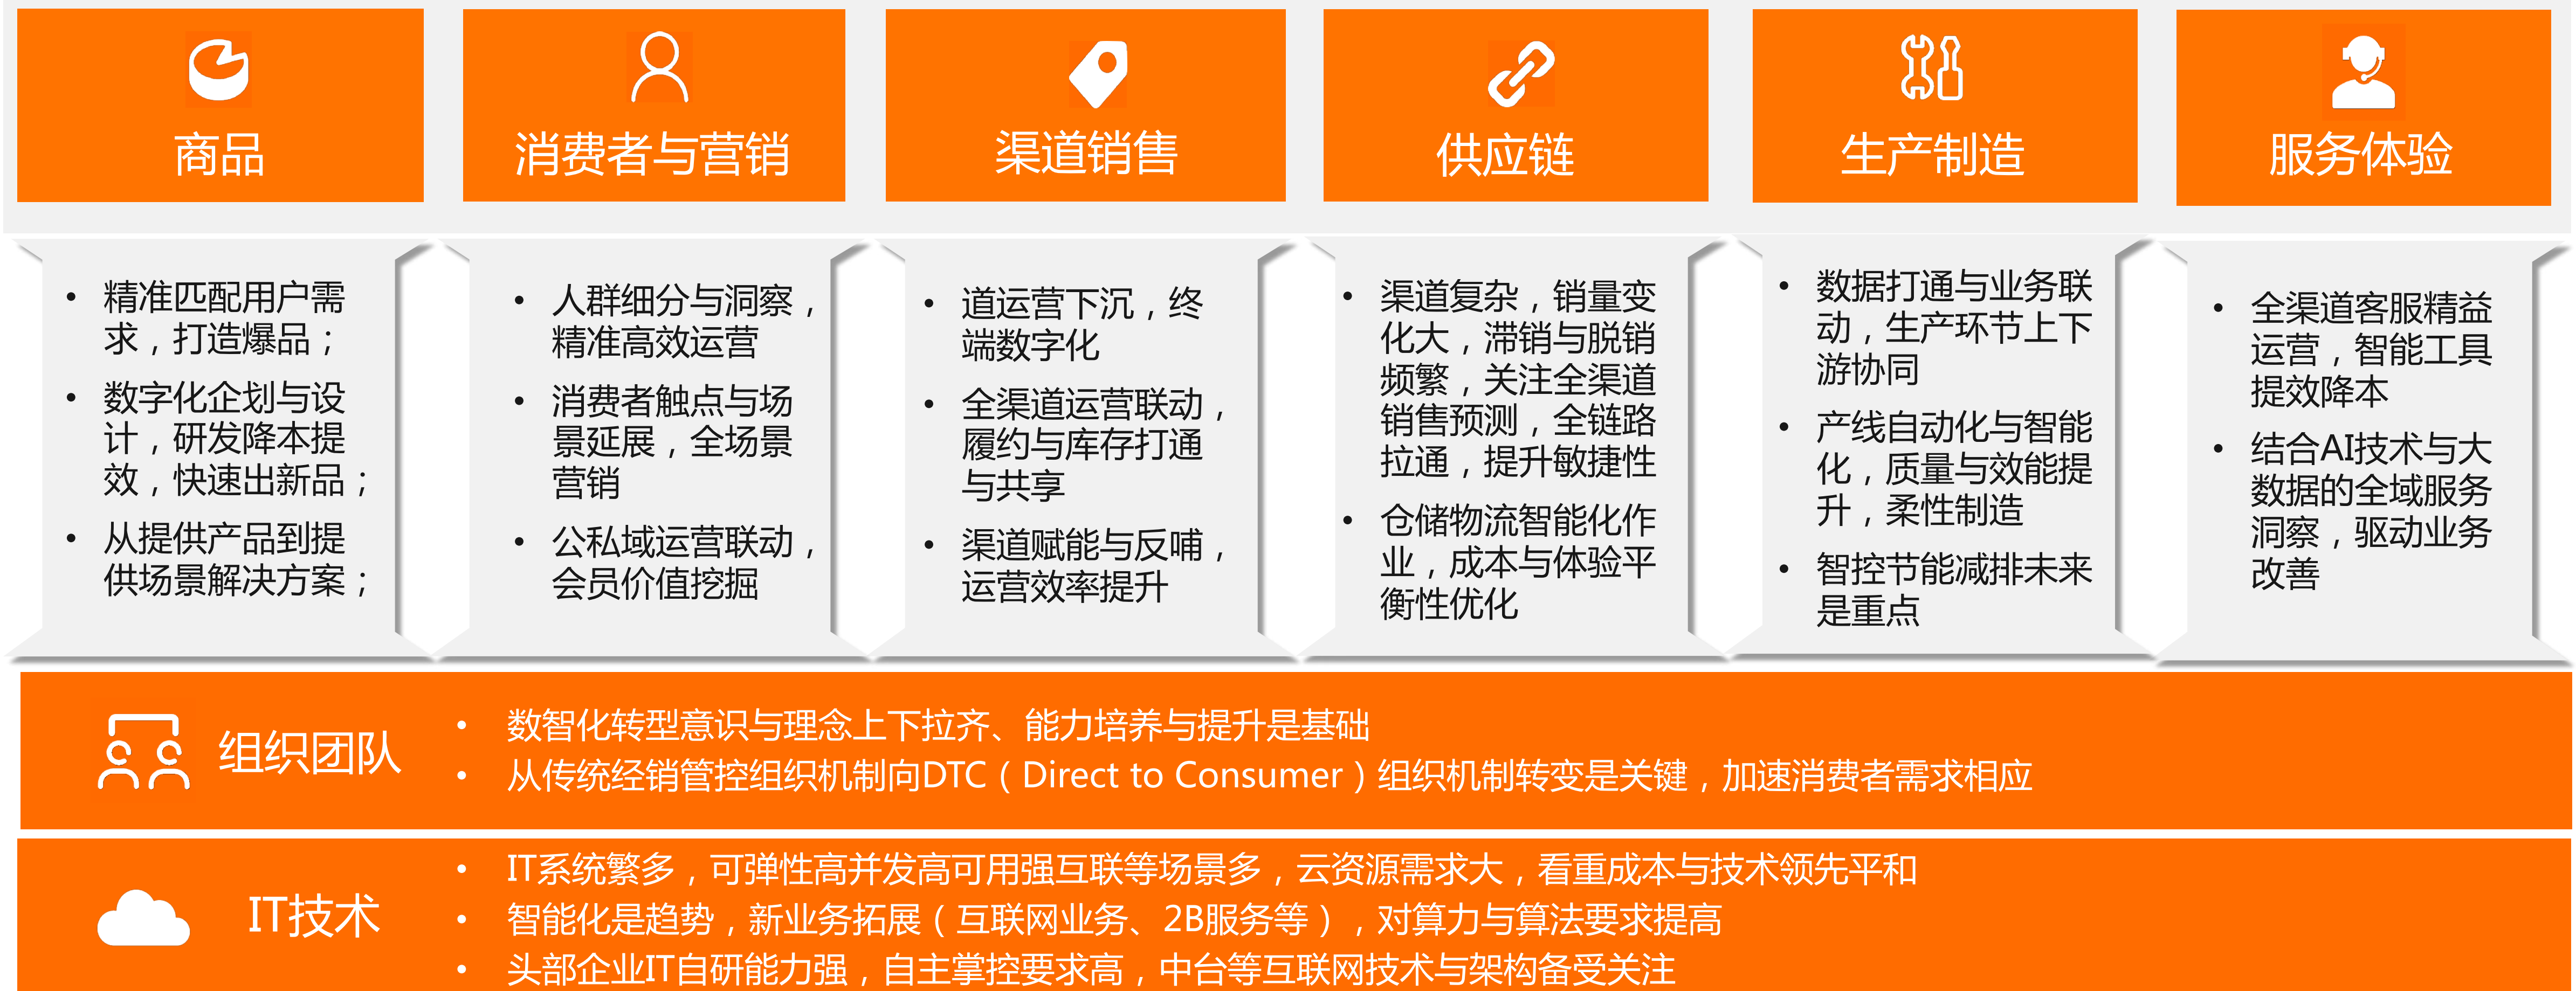 商品
消费者与营销
渠道销售
供应链
生产制造
服务体验
• 精准匹配用户需
求，打造爆品；
• 数字化企划与设
计，研发降本提
效，快速出新品；
• 从提供产品到提
供场景解决方案；
• 人群细分与洞察，
精准高效运营
• 消费者触点与场
景延展，全场景
营销
• 公私域运营联动，
会员价值挖掘
• 道运营下沉，终
端数字化
• 全渠道运营联动，
履约与库存打通
与共享
• 渠道赋能与反哺，
运营效率提升
• 渠道复杂，销量变
化大，滞销与脱销
频繁，关注全渠道
销售预测，全链路
拉通，提升敏捷性
• 仓储物流智能化作
业，成本与体验平
衡性优化
• 数据打通与业务联
动，生产环节上下
游协同
• 产线自动化与智能
化，质量与效能提
升，柔性制造
• 智控节能减排未来
是重点
• 全渠道客服精益
运营，智能工具
提效降本
• 结合AI技术与大
数据的全域服务
洞察，驱动业务
改善
组织团队
• 数智化转型意识与理念上下拉齐、能力培养与提升是基础
• 从传统经销管控组织机制向DTC（Direct to Consumer）组织机制转变是关键，加速消费者需求相应
IT技术
• IT系统繁多，可弹性高并发高可用强互联等场景多，云资源需求大，看重成本与技术领先平和
• 智能化是趋势，新业务拓展（互联网业务、2B服务等），对算力与算法要求提高
• 头部企业IT自研能力强，自主掌控要求高，中台等互联网技术与架构备受关注